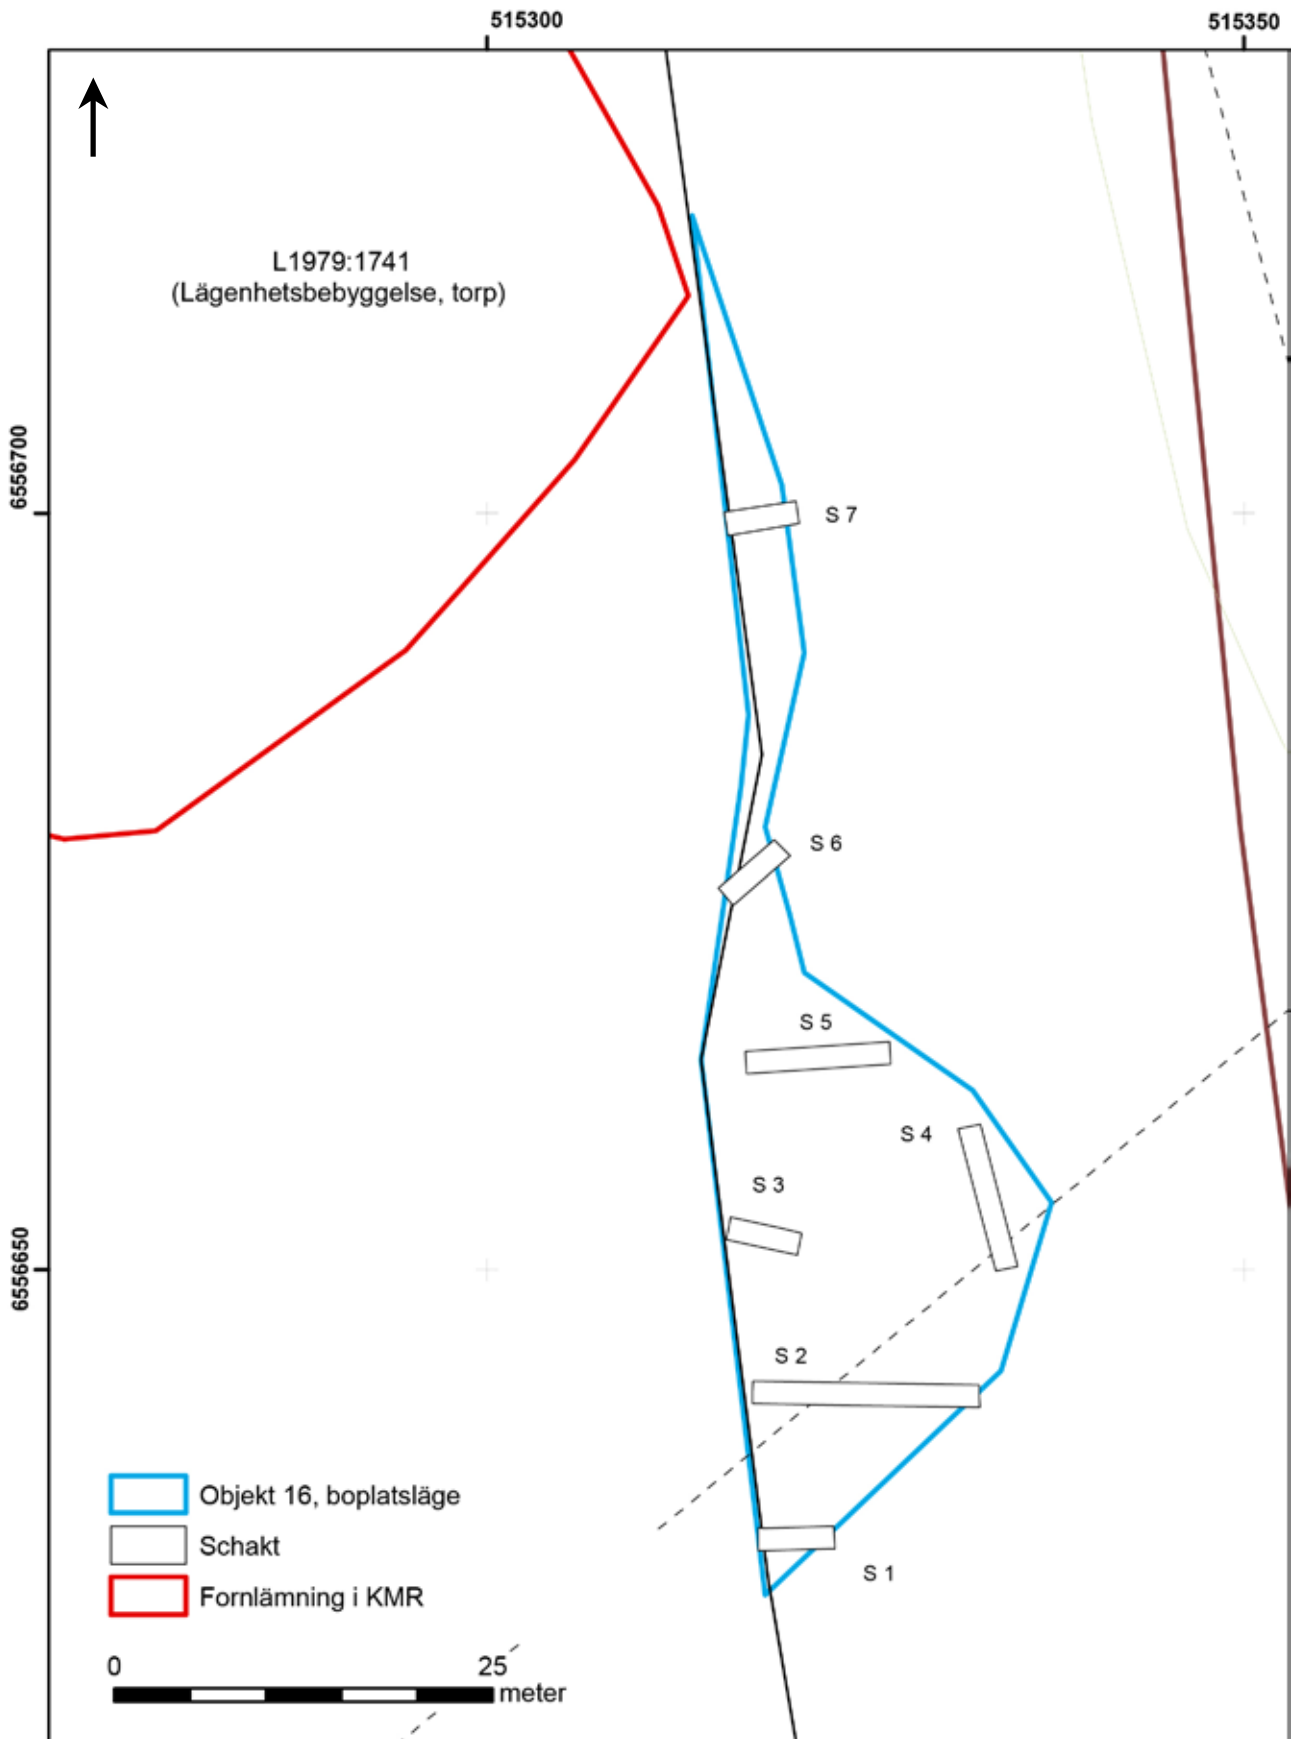 515300
515350
L1979:1741
(Lägenhetsbebyggelse, torp)
6556700
S 7
S 6
S 5
S 4
S 3
6556650
S 2
Objekt 16, boplatsläge
Schakt
S 1
Fornlämning i KMR
0 25
meter